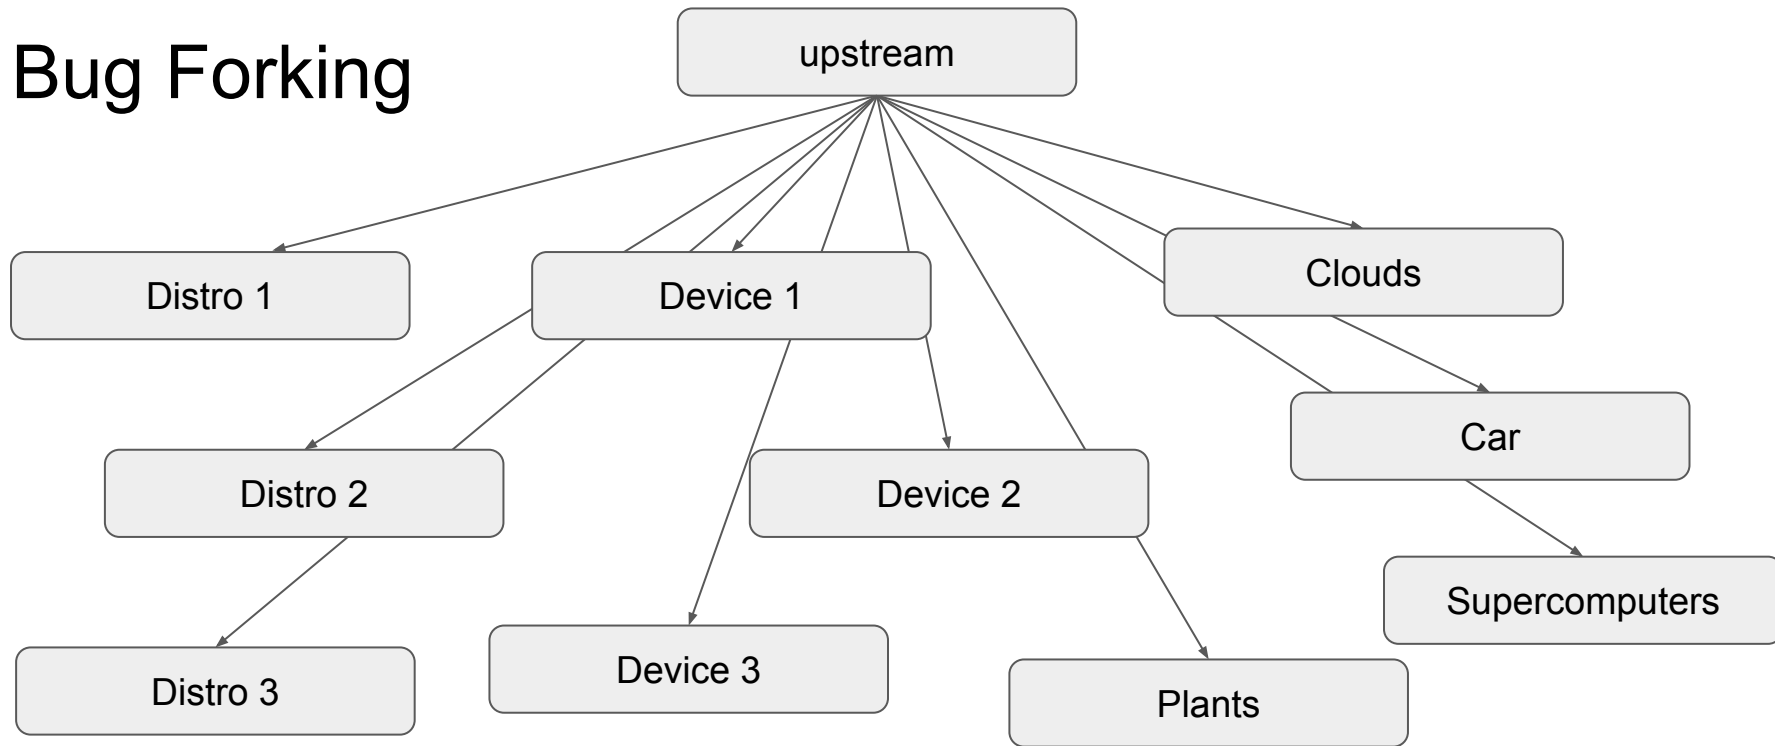 Bug Forking
upstream
Distro 1
Device 1
Clouds
Distro 2
Device 2
Car
Supercomputers
Distro 3
Device 3
Plants